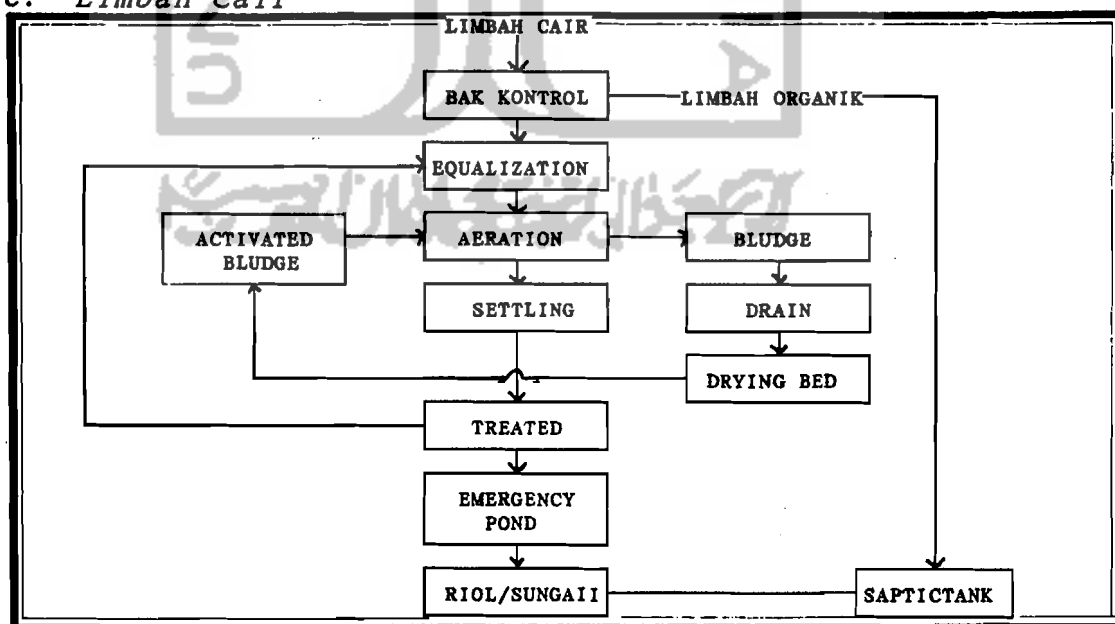 c. Limbah Cair
LIMBAH CAIR
BAK KONTROL
LIMBAH ORGANIK
EQUALIZATION
ACTIVATED
BLUDGE
AERATION
BLUDGE
SETTLING
DRAIN
DRYING BED
TREATED
EMERGENCY
POND
RIOL/SUNGAII
SAPTICTANK